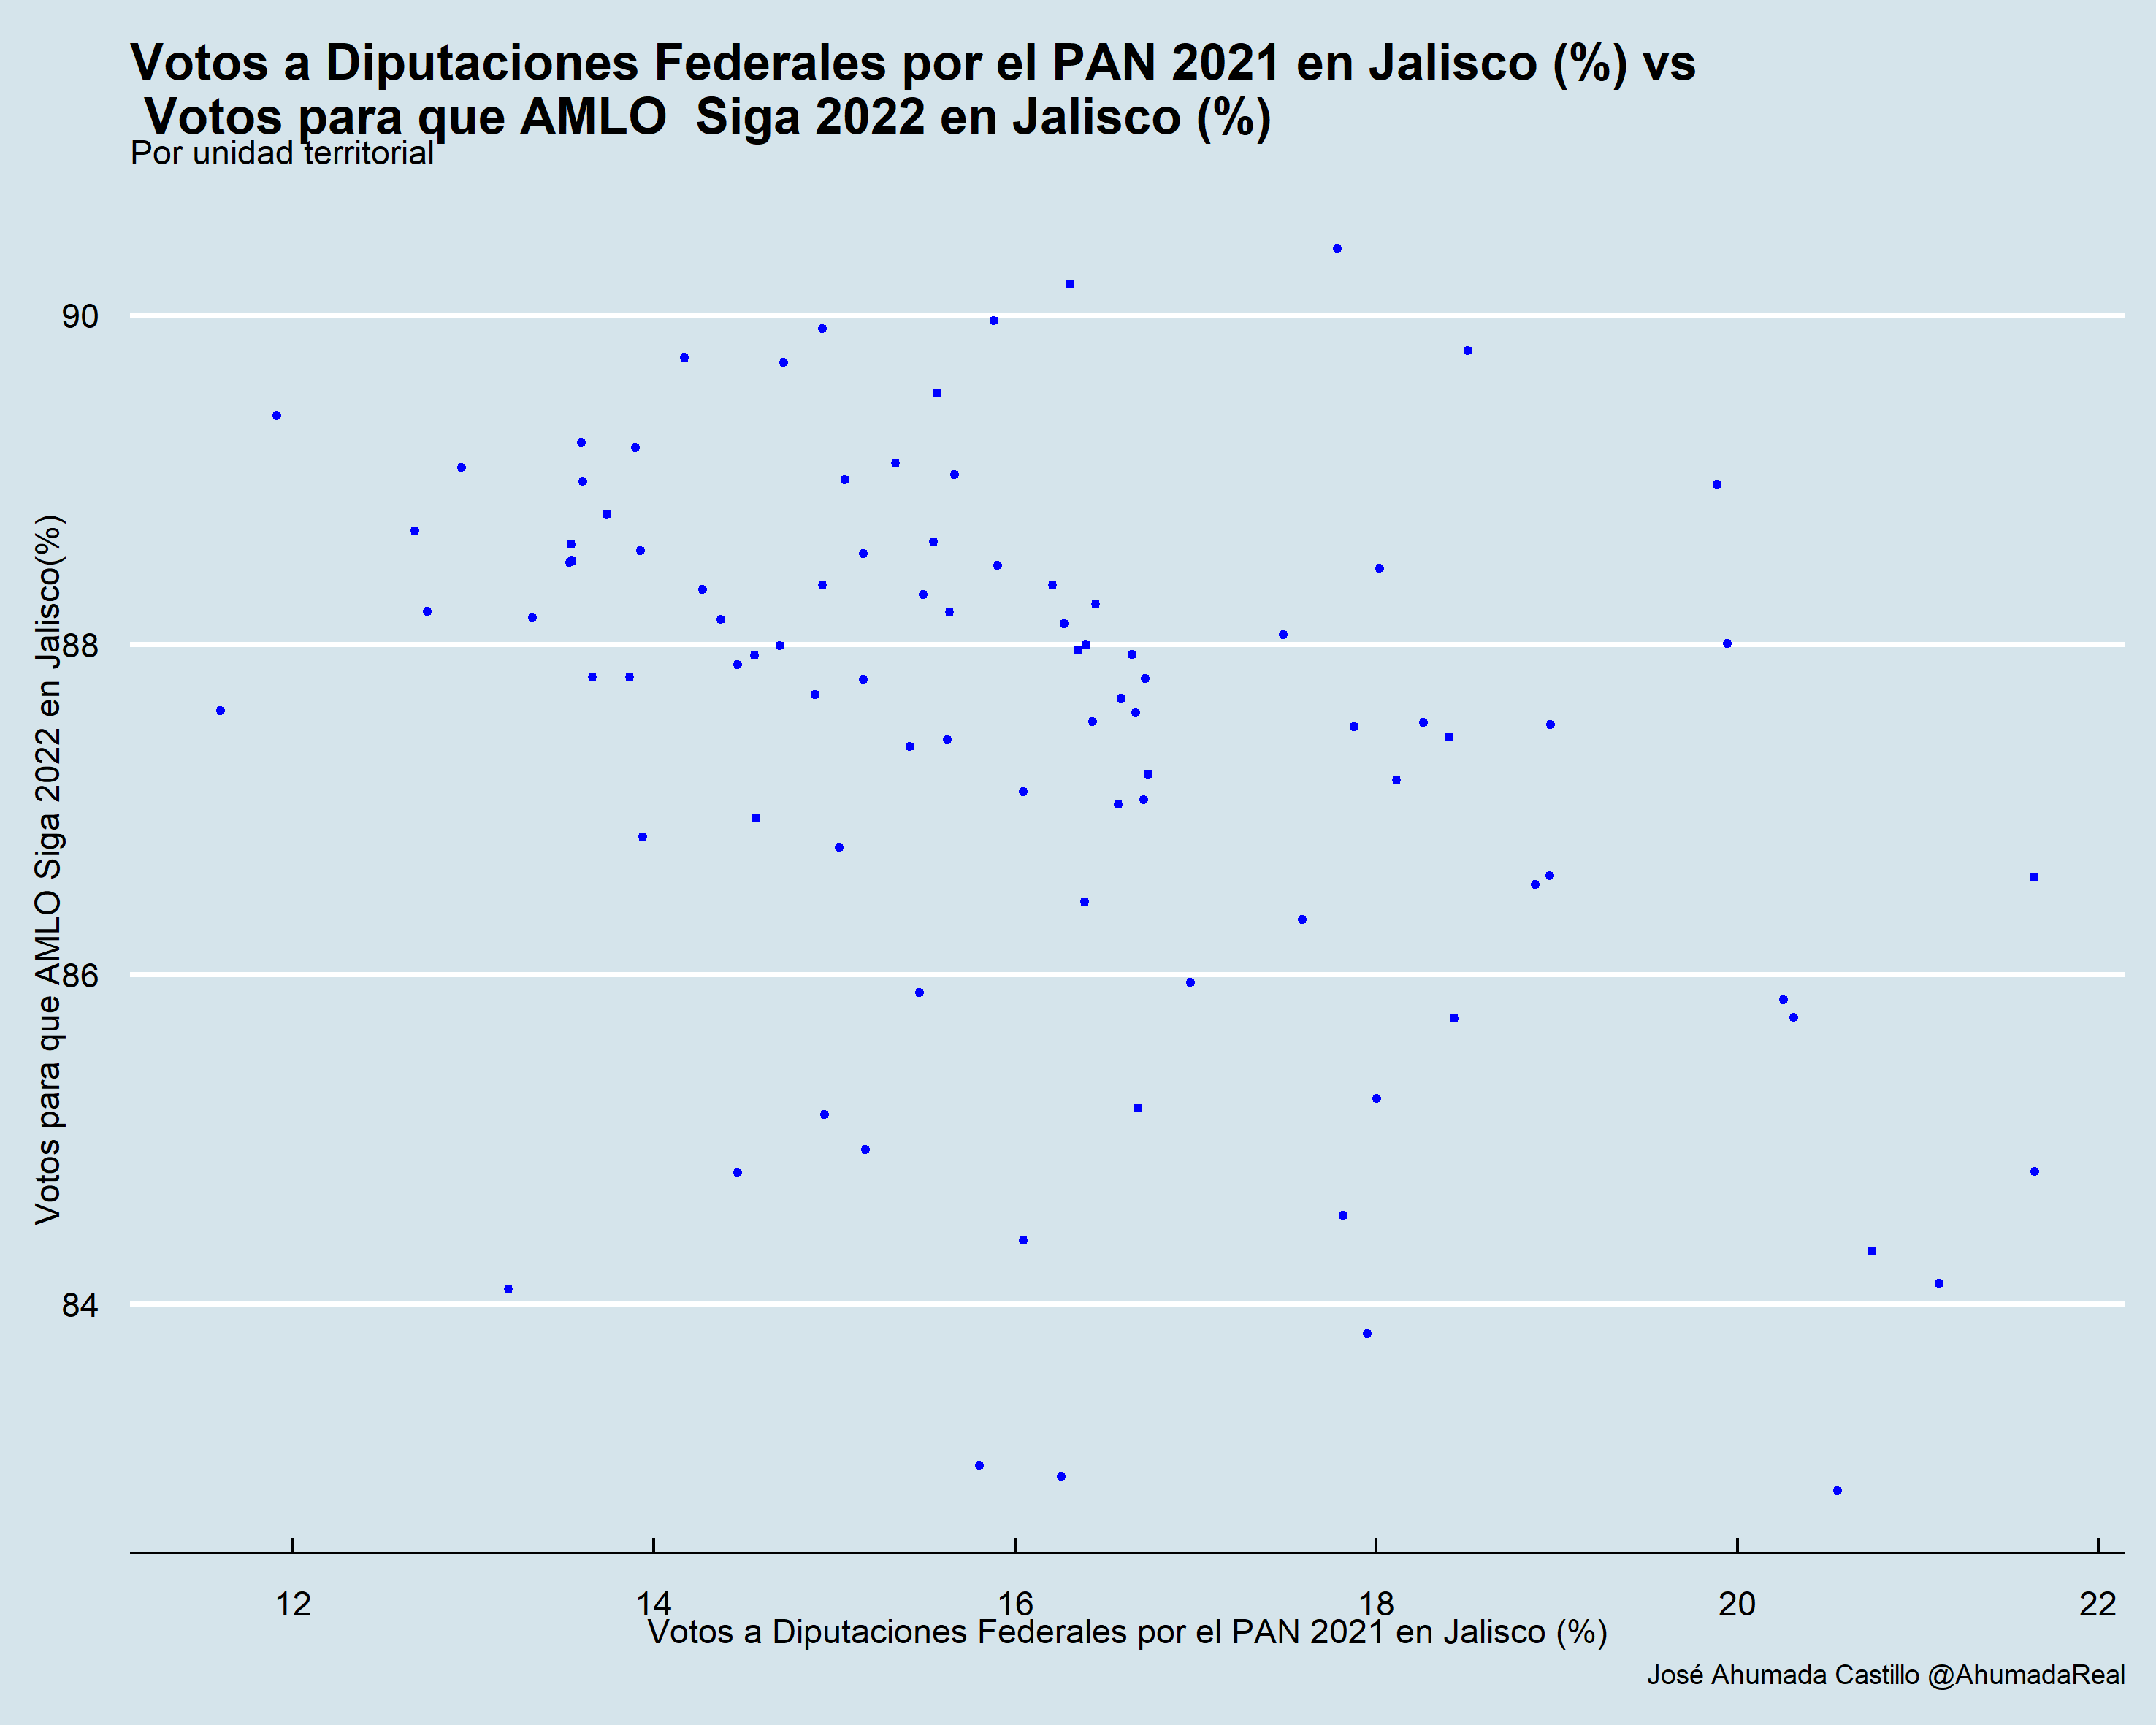 Votos a Diputaciones Federales por el PAN 2021 en Jalisco (%) vs
Votos para que AMLO  Siga 2022 en Jalisco (%)
Por unidad territorial
Votos para que AMLO Siga 2022 en Jalisco(%)
90
88
86
84
12 14 16 18 20 22
Votos a Diputaciones Federales por el PAN 2021 en Jalisco (%)
José Ahumada Castillo @AhumadaReal